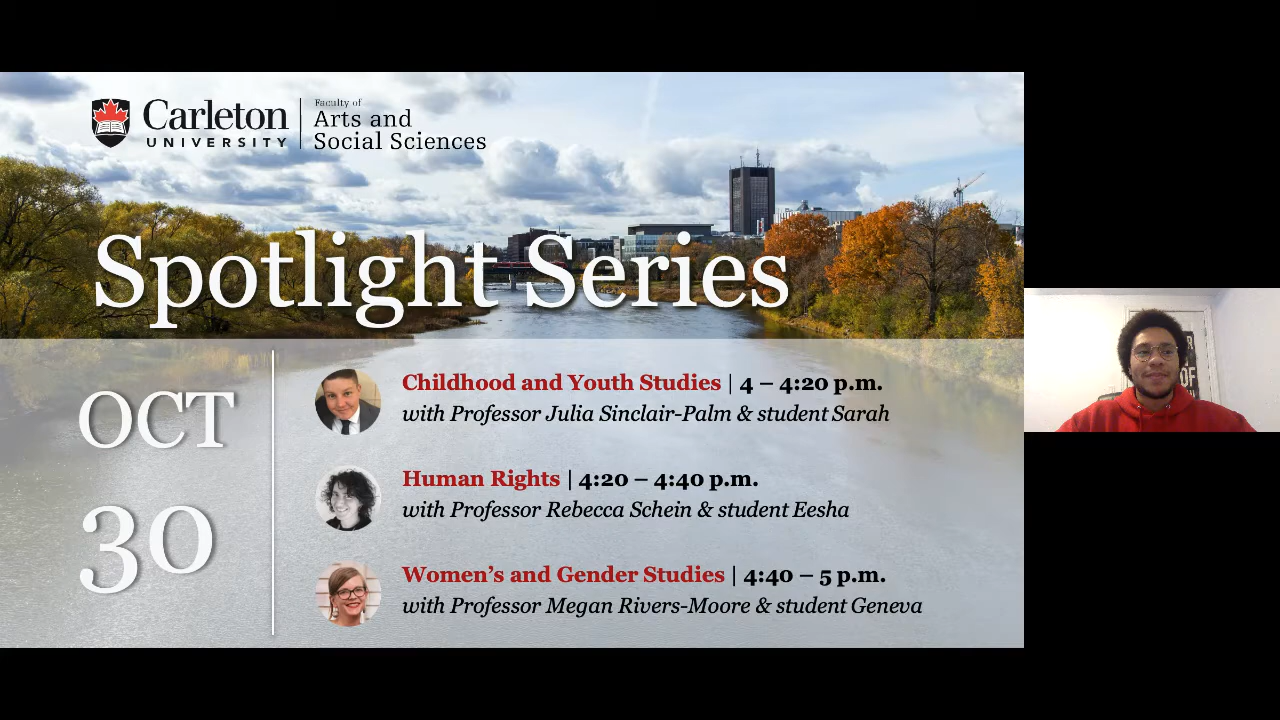 Carleton
UNIVERSITY
Faculty of
Arts and
Social Sciences
Spotlight Series
OCT
30
Childhood and Youth Studies | 4 – 4:20 p.m.
with Professor Julia Sinclair-Palm & student Sarah
Human Rights | 4:20 – 4:40 p.m.
with Professor Rebecca Schein & student Eesha
Women’s and Gender Studies | 4:40 – 5 p.m.
with Professor Megan Rivers-Moore & student Geneva
OF